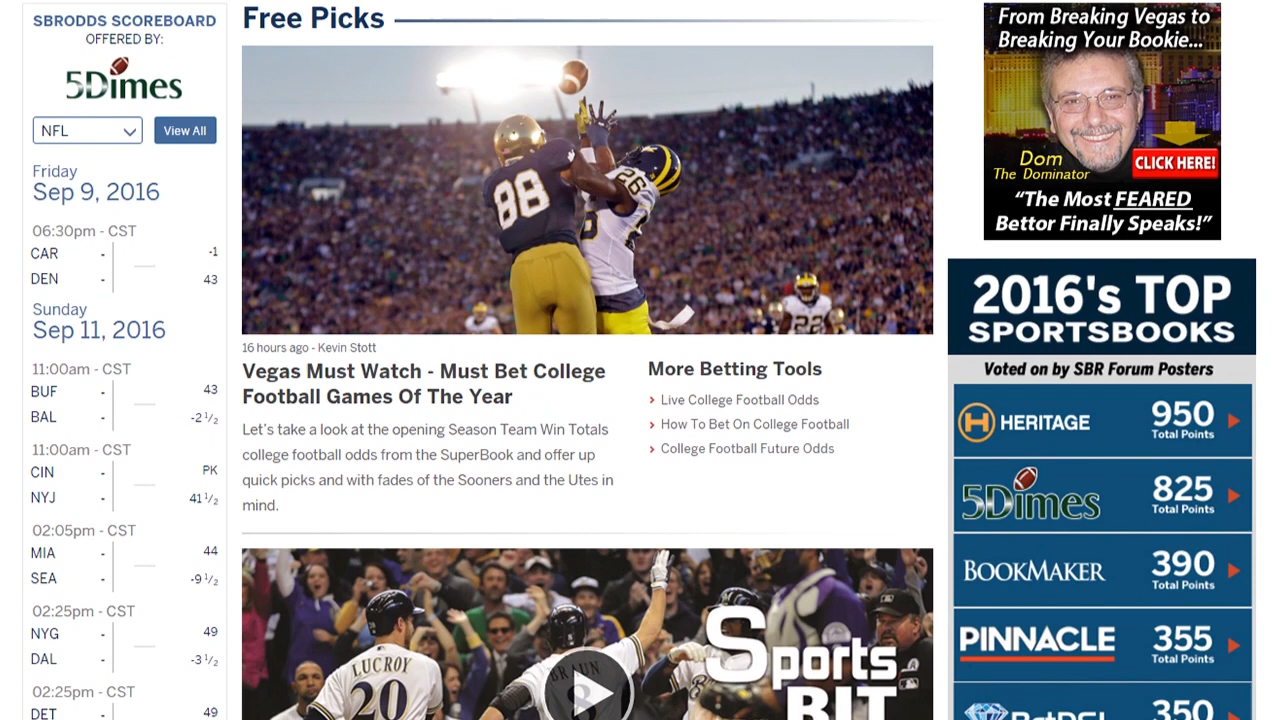 SBRODDS SCOREBOARD
OFFERED BY:
5Dimes
NFL
View All
Friday
Sep 9, 2016
06:30pm - CST
CAR - -1
DEN - 43
Sunday
Sep 11, 2016
11:00am - CST
BUF - 43
BAL - -2 1/2
11:00am - CST
CIN - PK
NYJ - 41 1/2
02:05pm - CST
MIA - 44
SEA - -9 1/2
02:25pm - CST
NYG - 49
DAL - -3 1/2
02:25pm - CST
DET - 49
Free Picks
88
26
22
16 hours ago - Kevin Stott
Vegas Must Watch - Must Bet College
Football Games Of The Year
Let's take a look at the opening Season Team Win Totals
college football odds from the SuperBook and offer up
quick picks and with fades of the Sooners and the Utes in
mind.
More Betting Tools
Live College Football Odds
How To Bet On College Football
College Football Future Odds
LUCROY
20
BRAUN
8
Sports
BIT
From Breaking Vegas to
Breaking Your Bookie...
Dom
The Dominator
CLICK HERE!
“The Most FEARED
Bettor Finally Speaks!”
2016's TOP
SPORTSBOOKS
Voted on by SBR Forum Posters
H HERITAGE 950
Total Points
5Dimes 825
Total Points
BOOKMAKER 390
Total Points
PINNACLE 355
Total Points
BetDSI 350